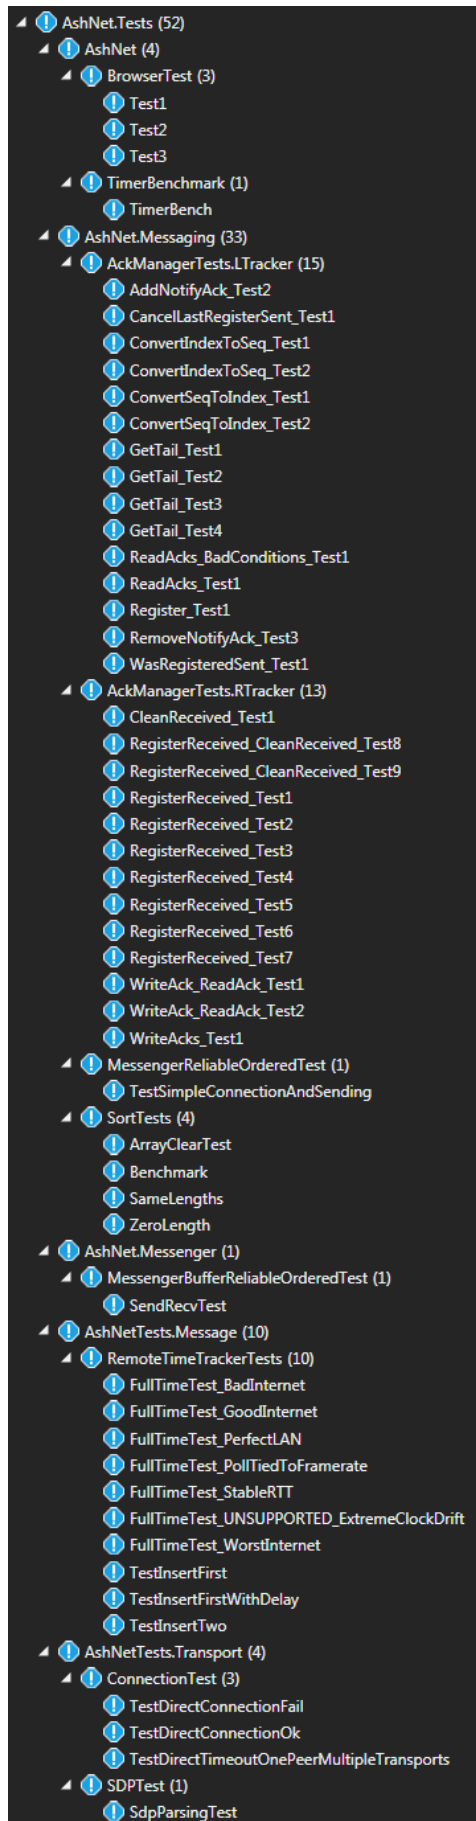 AshNet.Tests (52)
AshNet (4)
BrowserTest (3)
Test1
Test2
Test3
TimerBenchmark (1)
TimerBench
AshNet.Messaging (33)
AckManagerTests.LTracker (15)
AddNotifyAck_Test2
CancelLastRegisterSent_Test1
ConvertIndexToSeq_Test1
ConvertIndexToSeq_Test2
ConvertSeqToIndex_Test1
ConvertSeqToIndex_Test2
GetTail_Test1
GetTail_Test2
GetTail_Test3
GetTail_Test4
ReadAcks_BadConditions_Test1
ReadAcks_Test1
Register_Test1
RemoveNotifyAck_Test3
WasRegisteredSent_Test1
AckManagerTests.RTracker (13)
CleanReceived_Test1
RegisterReceived_CleanReceived_Test8
RegisterReceived_CleanReceived_Test9
RegisterReceived_Test1
RegisterReceived_Test2
RegisterReceived_Test3
RegisterReceived_Test4
RegisterReceived_Test5
RegisterReceived_Test6
RegisterReceived_Test7
WriteAck_ReadAck_Test1
WriteAck_ReadAck_Test2
WriteAcks_Test1
MessengerReliableOrderedTest (1)
TestSimpleConnectionAndSending
SortTests (4)
ArrayClearTest
Benchmark
SameLengths
ZeroLength
AshNet.Messenger (1)
MessengerBufferReliableOrderedTest (1)
SendRecvTest
AshNetTests.Message (10)
RemoteTimeTrackerTests (10)
FullTimeTest_BadInternet
FullTimeTest_GoodInternet
FullTimeTest_PerfectLAN
FullTimeTest_PollTiedToFramerate
FullTimeTest_StableRTT
FullTimeTest_UNSUPPORTED_ExtremeClockDrift
FullTimeTest_WorstInternet
TestInsertFirst
TestInsertFirstWithDelay
TestInsertTwo
AshNetTests.Transport (4)
ConnectionTest (3)
TestDirectConnectionFail
TestDirectConnectionOk
TestDirectTimeoutOnePeerMultipleTransports
SDPTest (1)
SdpParsingTest